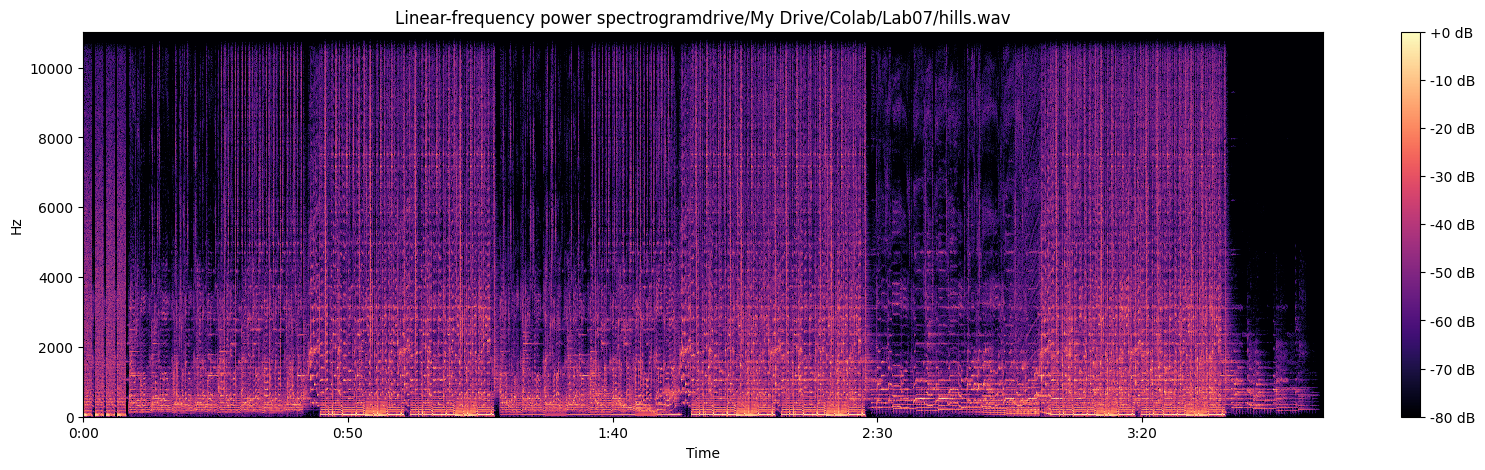 Linear-frequency power spectrogramdrive/My Drive/Colab/Lab07/hills.wav
Hz
10000
8000
6000
4000
2000
0
0:00
0:50
1:40
2:30
3:20
Time
+0 dB
-10 dB
-20 dB
-30 dB
-40 dB
-50 dB
-60 dB
-70 dB
-80 dB